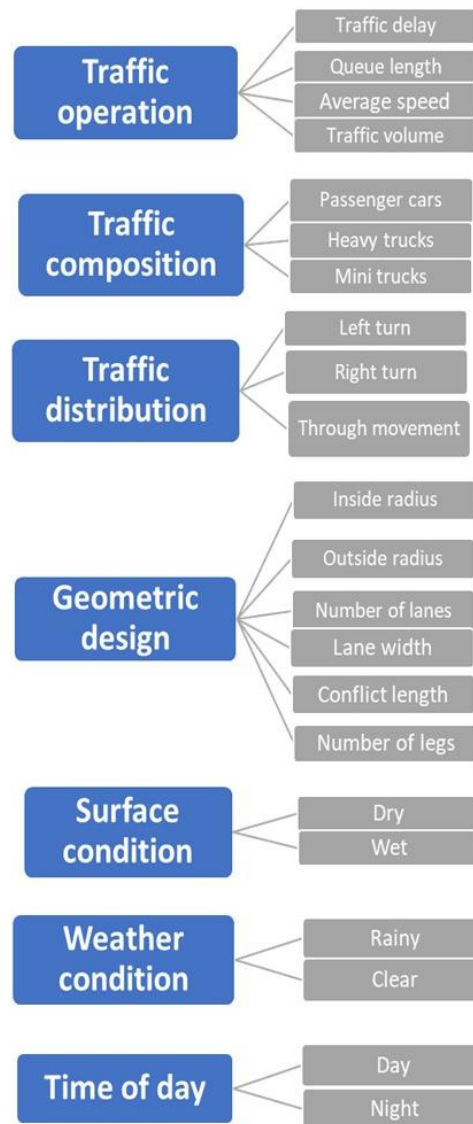 Traffic
operation
Traffic delay
Queue length
Average speed
Traffic volume
Traffic
composition
Passenger cars
Heavy trucks
Mini trucks
Traffic
distribution
Left turn
Right turn
Through movement
Geometric
design
Inside radius
Outside radius
Number of lanes
Lane width
Conflict length
Number of legs
Surface
condition
Dry
Wet
Weather
condition
Rainy
Clear
Time of day
Day
Night